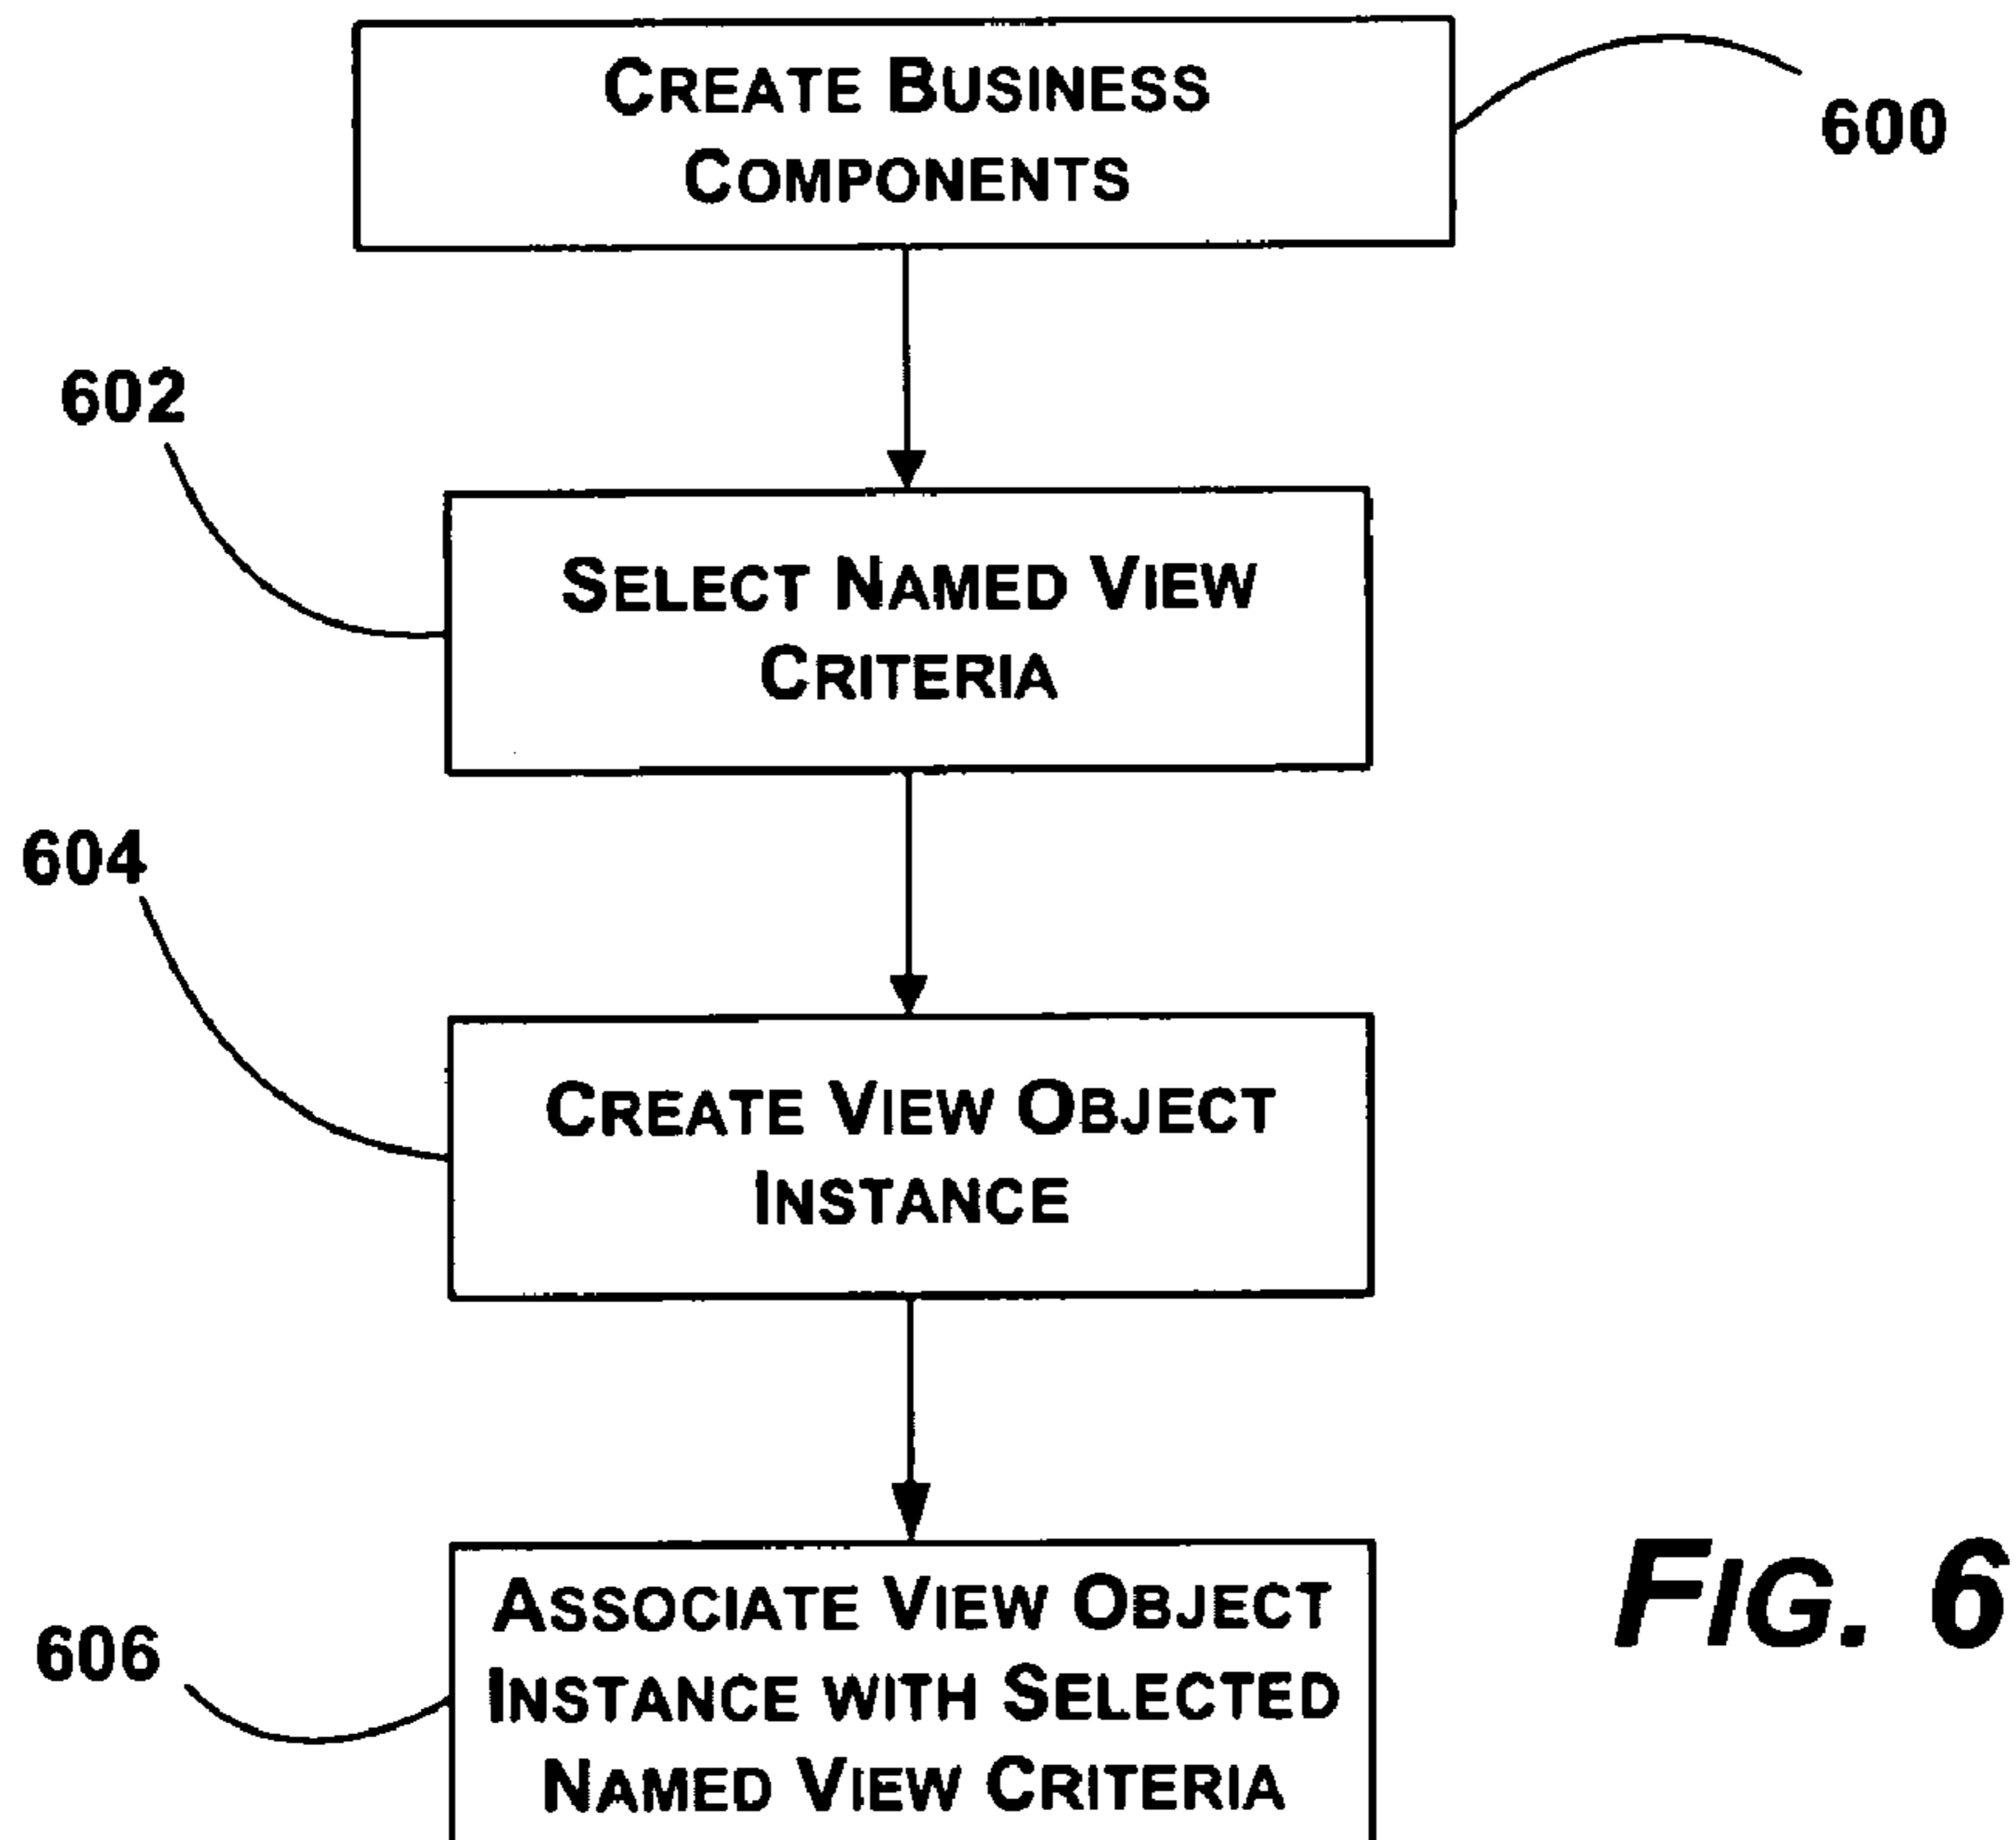 CREATE BUSINESS
COMPONENTS
600
602
SELECT NAMED VIEW
CRITERIA
604
CREATE VIEW OBJECT
INSTANCE
606
ASSOCIATE VIEW OBJECT
INSTANCE WITH SELECTED
NAMED VIEW CRITERIA
FIG. 6